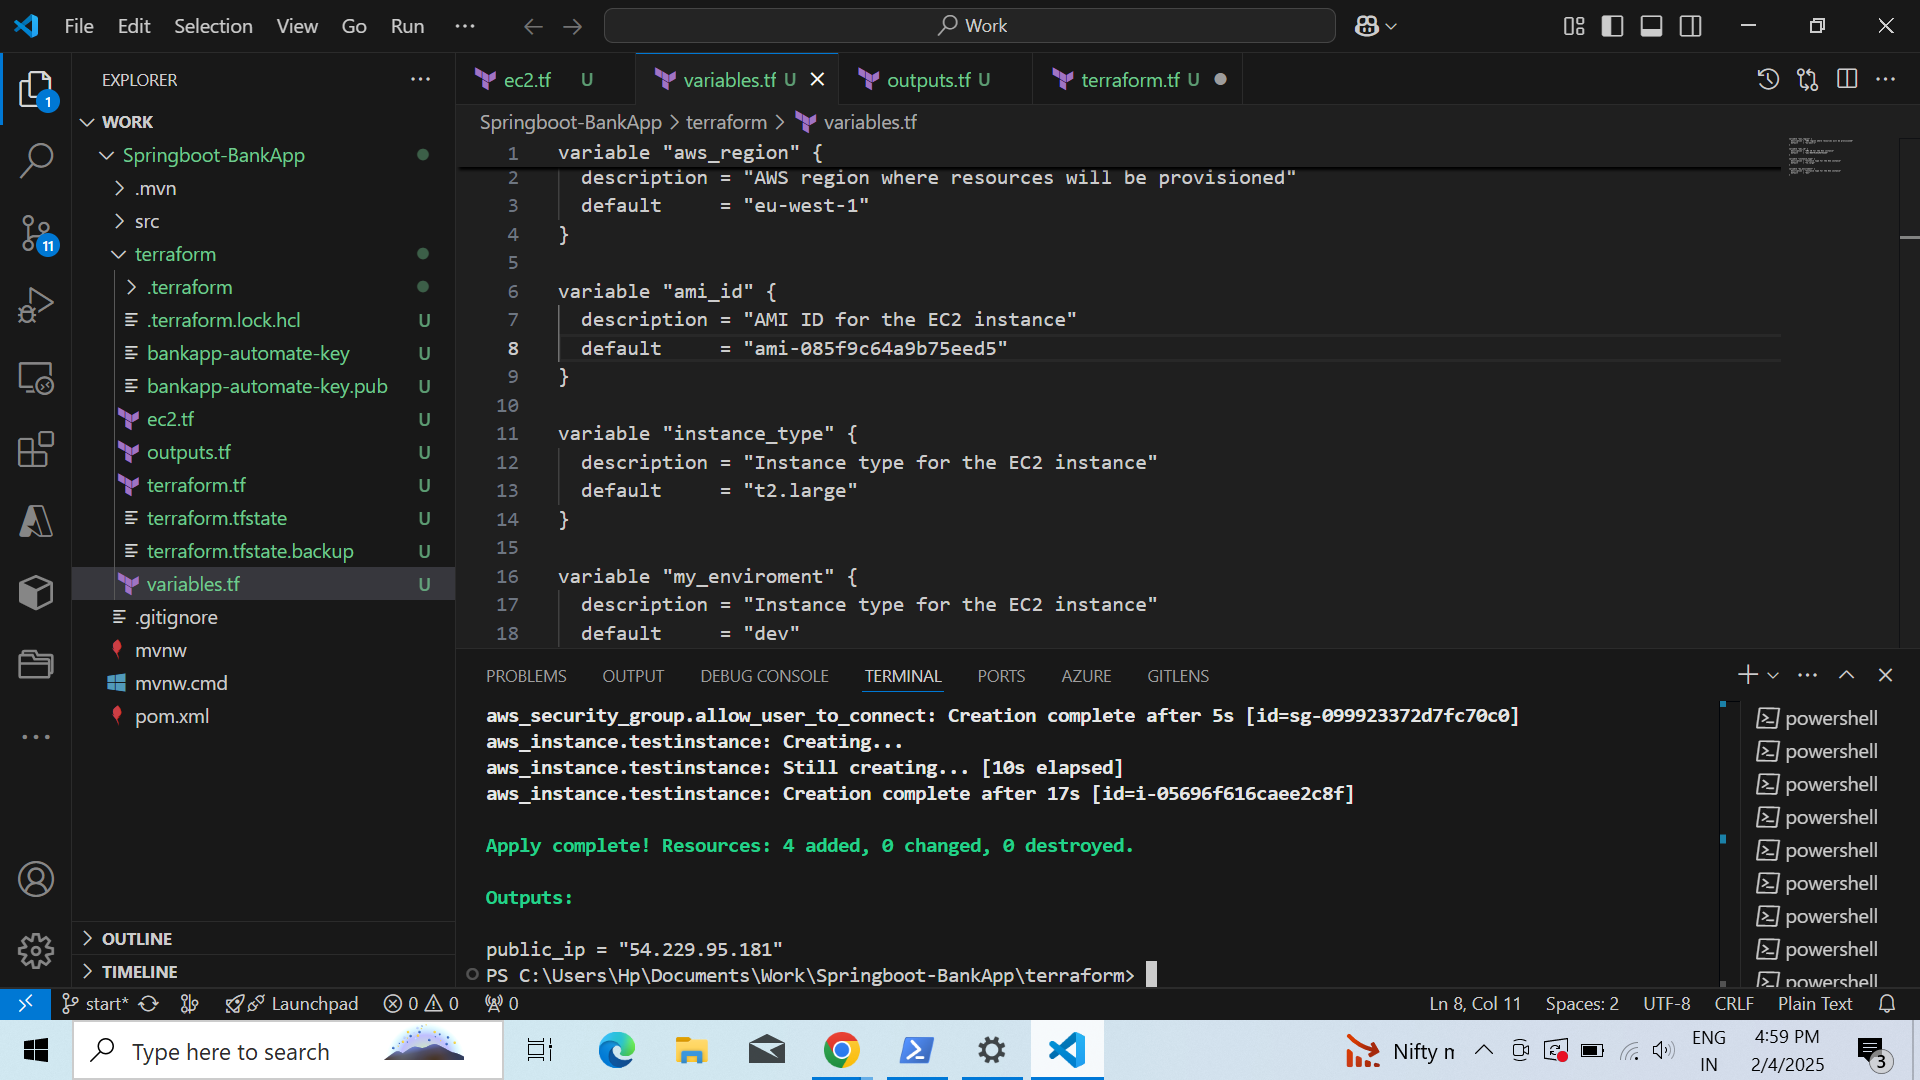 File Edit Selection View Go Run ...
Work
EXPLORER
1
WORK
Springboot-BankApp
.mvn
src
11
terraform
.terraform
.terraform.lock.hcl U
bankapp-automate-key U
bankapp-automate-key.pub U
ec2.tf U
outputs.tf U
terraform.tf U
terraform.tfstate U
terraform.tfstate.backup U
variables.tf U
.gitignore
mvnw
mvnw.cmd
pom.xml
OUTLINE
TIMELINE
ec2.tf U variables.tf U outputs.tf U terraform.tf U
Springboot-BankApp > terraform > variables.tf
1 variable "aws_region" {
2 description = "AWS region where resources will be provisioned"
3 default = "eu-west-1"
4 }
5
6 variable "ami_id" {
7 description = "AMI ID for the EC2 instance"
8 default = "ami-085f9c64a9b75eed5"
9 }
10
11 variable "instance_type" {
12 description = "Instance type for the EC2 instance"
13 default = "t2.large"
14 }
15
16 variable "my_enviroment" {
17 description = "Instance type for the EC2 instance"
18 default = "dev"
PROBLEMS OUTPUT DEBUG CONSOLE TERMINAL PORTS AZURE GITLENS
aws_security_group.allow_user_to_connect: Creation complete after 5s [id=sg-099923372d7fc70c0]
aws_instance.testinstance: Creating...
aws_instance.testinstance: Still creating... [10s elapsed]
aws_instance.testinstance: Creation complete after 17s [id=i-05696f616caee2c8f]
Apply complete! Resources: 4 added, 0 changed, 0 destroyed.
Outputs:
public_ip = "54.229.95.181"
PS C:\Users\Hp\Documents\Work\Springboot-BankApp\terraform>
powershell
powershell
powershell
powershell
powershell
powershell
powershell
powershell
powershell
start* Launchpad 0 0 0
Ln 8, Col 11 Spaces: 2 UTF-8 CRLF Plain Text
Type here to search
Nifty
ENG
IN
4:59 PM
2/4/2025
3